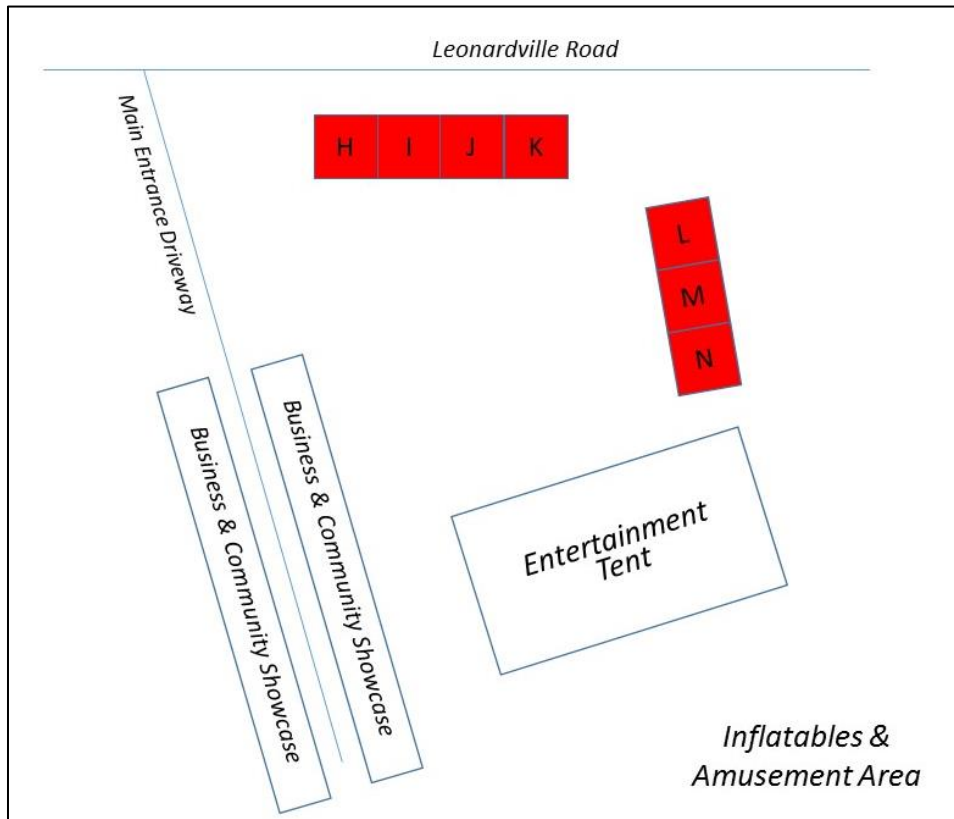 Leonardville Road
Main Entrance Driveway
H I J K
L
M
N
Business & Community Showcase
Business & Community Showcase
Entertainment
Tent
Inflatables &
Amusement Area